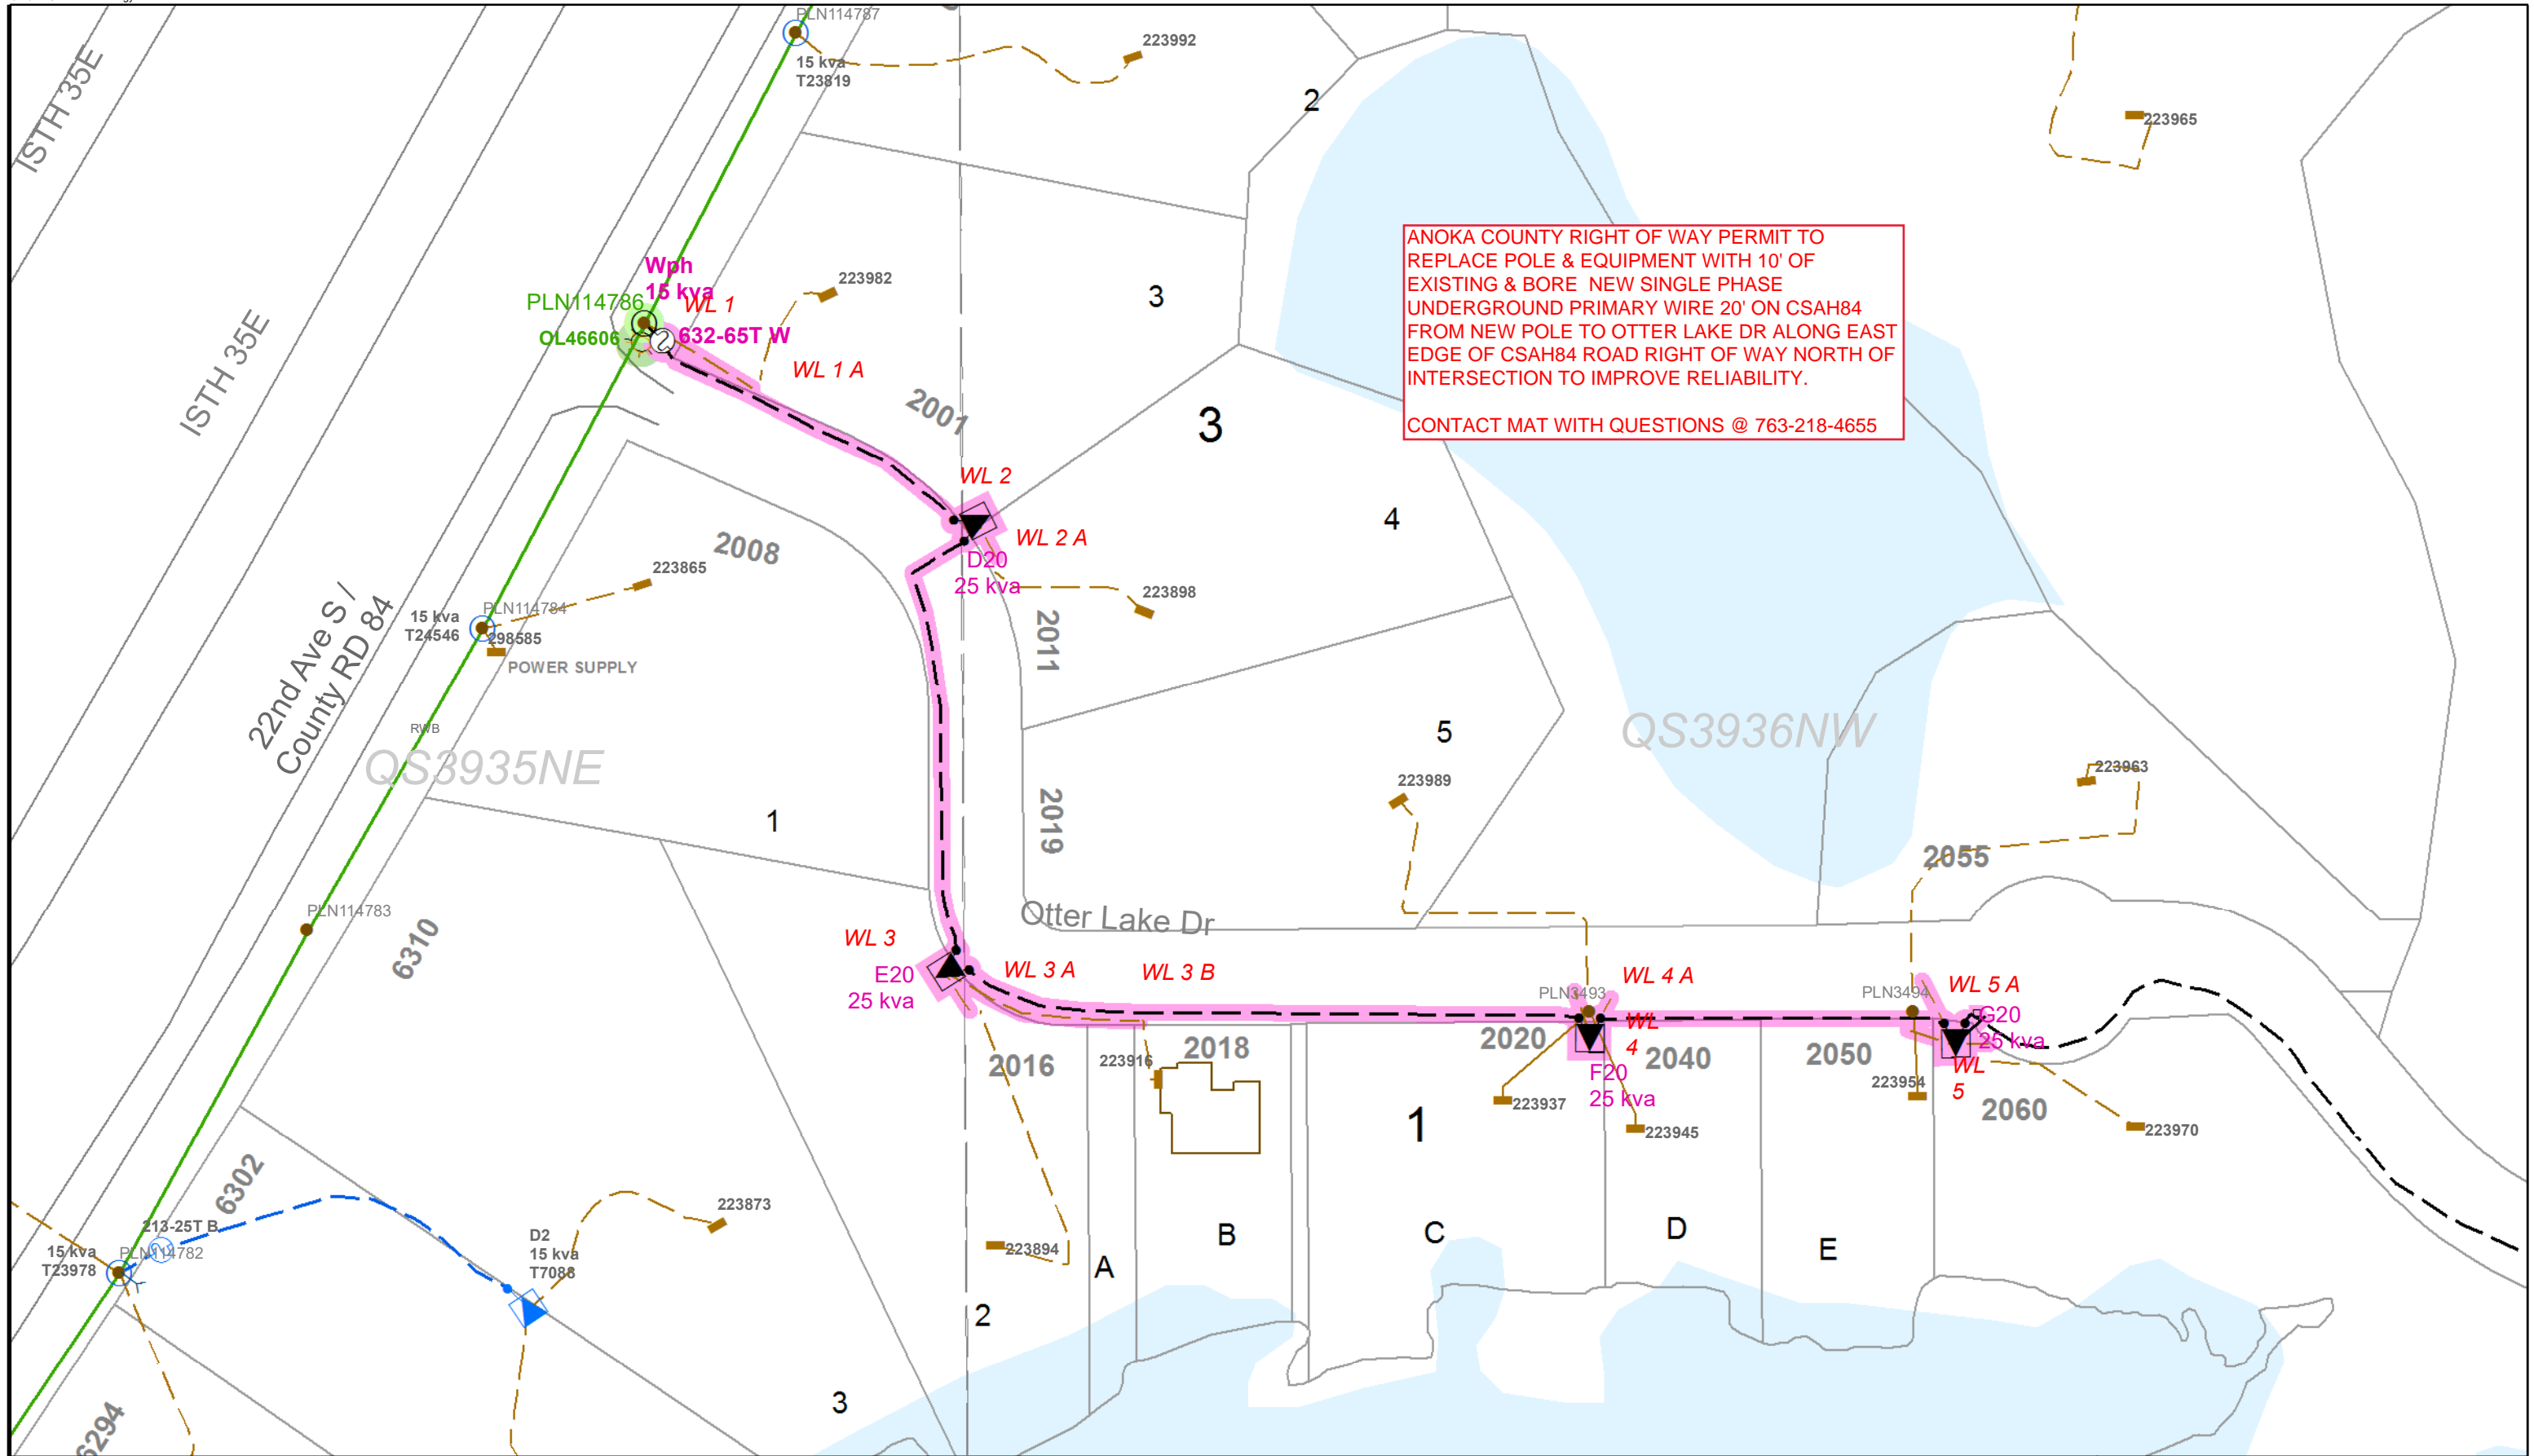 PLN114787
15 kva
T23819
223992
2
223965
ISTH 35E
ANOKA COUNTY RIGHT OF WAY PERMIT TO
REPLACE POLE & EQUIPMENT WITH 10' OF
EXISTING & BORE  NEW SINGLE PHASE
UNDERGROUND PRIMARY WIRE 20' ON CSAH84
FROM NEW POLE TO OTTER LAKE DR ALONG EAST
EDGE OF CSAH84 ROAD RIGHT OF WAY NORTH OF
INTERSECTION TO IMPROVE RELIABILITY.
CONTACT MAT WITH QUESTIONS @ 763-218-4655
Wph
15 kva
PLN114786
WL 1
OL46606
632-65T W
223982
3
WL 1 A
ISTH 35E
2001
3
WL 2
4
2008
WL 2 A
D20
25 kva
223865
223898
PLN114784
15 kva
T24546
298585
POWER SUPPLY
2011
22nd Ave S /
County RD 84
RWB
QS3935NE
5
QS3936NW
223989
223963
1
2019
2055
PLN114783
6310
Otter Lake Dr
WL 3
E20
25 kva
WL 3 A
WL 3 B
WL 4 A
PLN3493
WL
4
F20
25 kva
PLN3494
WL 5 A
G20
25 kva
WL
5
2016
2018
2020
2040
2050
2060
223916
223937
223945
223954
223970
1
6302
213-25T B
15 kva
T23978
PLN114782
D2
15 kva
T7088
223873
223894
A
B
C
D
E
2
3
6294